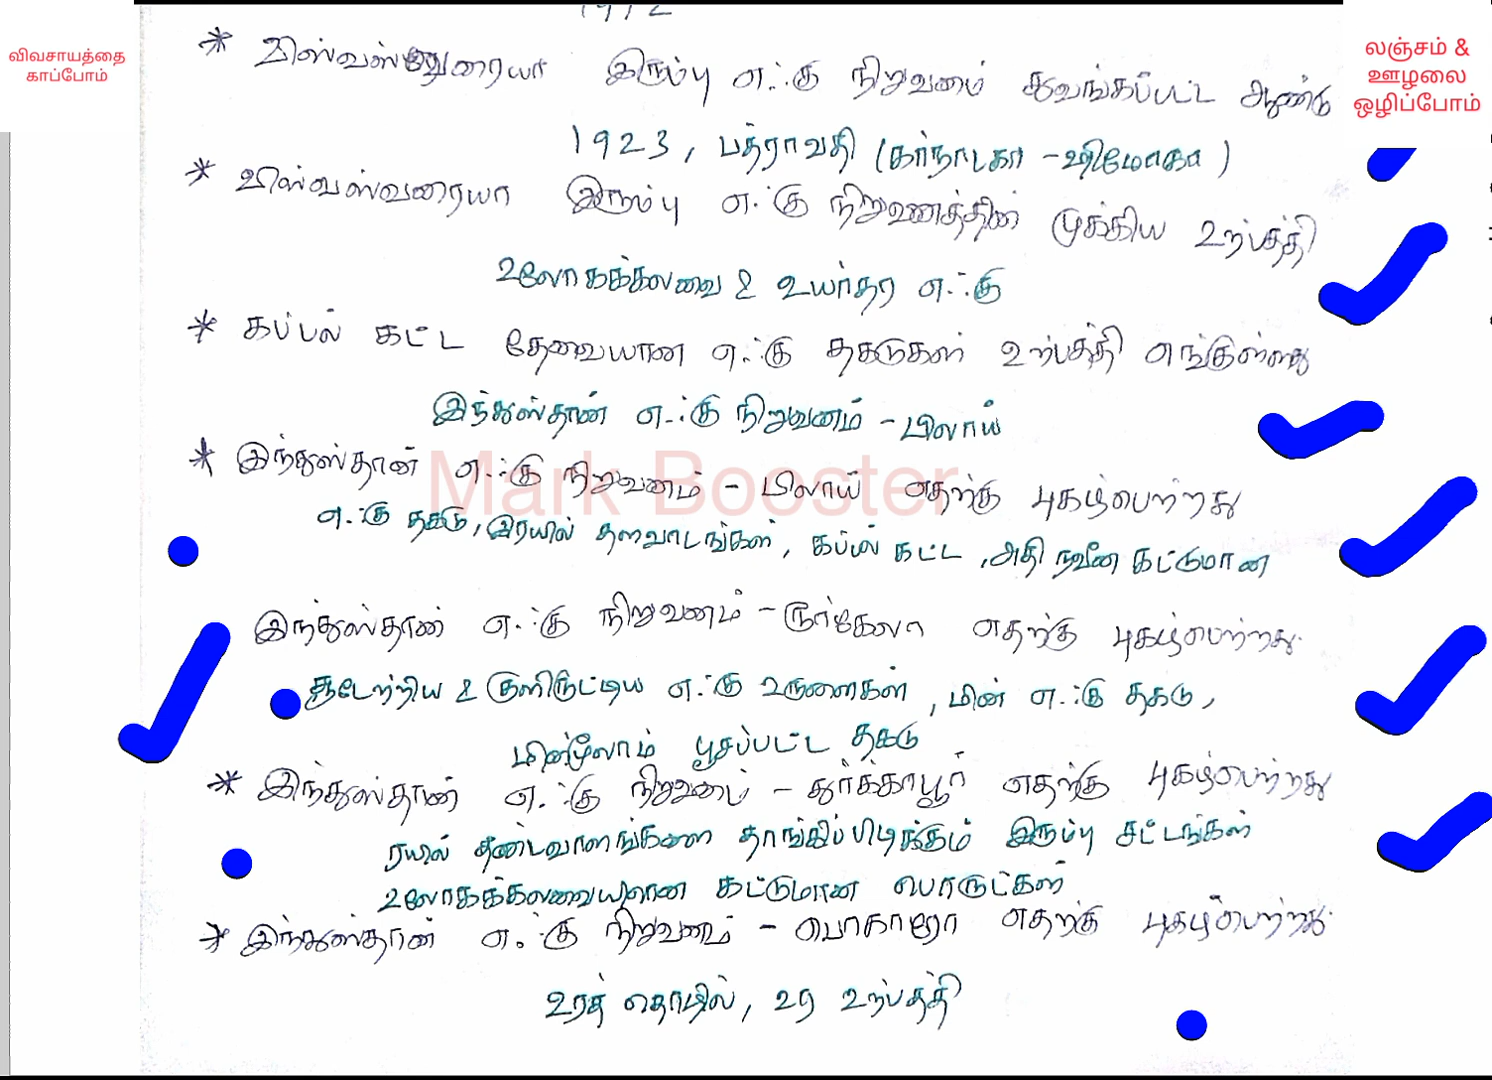 விவசாயத்தை
காப்போம்
லஞ்சம் &
ஊழலை
ஒழிப்போம்
* விஸ்வஸ்வரையா இரும்பு எஃகு நிறுவனம் துவங்கப்பட்ட ஆண்டு
1923, பத்ராவதி (கர்நாடகா - ஷிமோகா)
* விஸ்வஸ்வரையா இரும்பு எஃகு நிறுவணத்தின் முக்கிய உற்பத்தி
உலோகக்கலவை & உயர்தர எஃகு
* கப்பல் கட்ட தேவையான எஃகு தகடுகள் உற்பத்தி எங்குள்ளது
இந்துஸ்தான் எஃகு நிறுவனம் - பிலாய்
* இந்துஸ்தான் எஃகு நிறுவனம் - பிலாய் எதற்கு புகழ்பெற்றது
Mark Booster
எஃகு தகடு, இரயில் தளவாடங்கள், கப்பல் கட்ட, அதி நவீன கட்டுமான
இந்துஸ்தான் எஃகு நிறுவனம் - ரூர்கேலா எதற்கு புகழ்பெற்றது
சூடேற்றிய & குளிரூட்டிய எஃகு உருளைகள், மின் எஃகு தகடு,
மின்முலாம் பூசப்பட்ட தகடு
* இந்துஸ்தான் எஃகு நிறுவனம் - துர்க்காபூர் எதற்கு புகழ்பெற்றது
ரயில் தண்டவாளங்களை தாங்கிப்பிடிக்கும் இரும்பு சட்டங்கள்
உலோகக்கலவையுளான கட்டுமான பொருட்கள்
* இந்துஸ்தான் எஃகு நிறுவனம் - பொகாரோ எதற்கு புகழ்பெற்றது
உரத் தொழில், உர உற்பத்தி